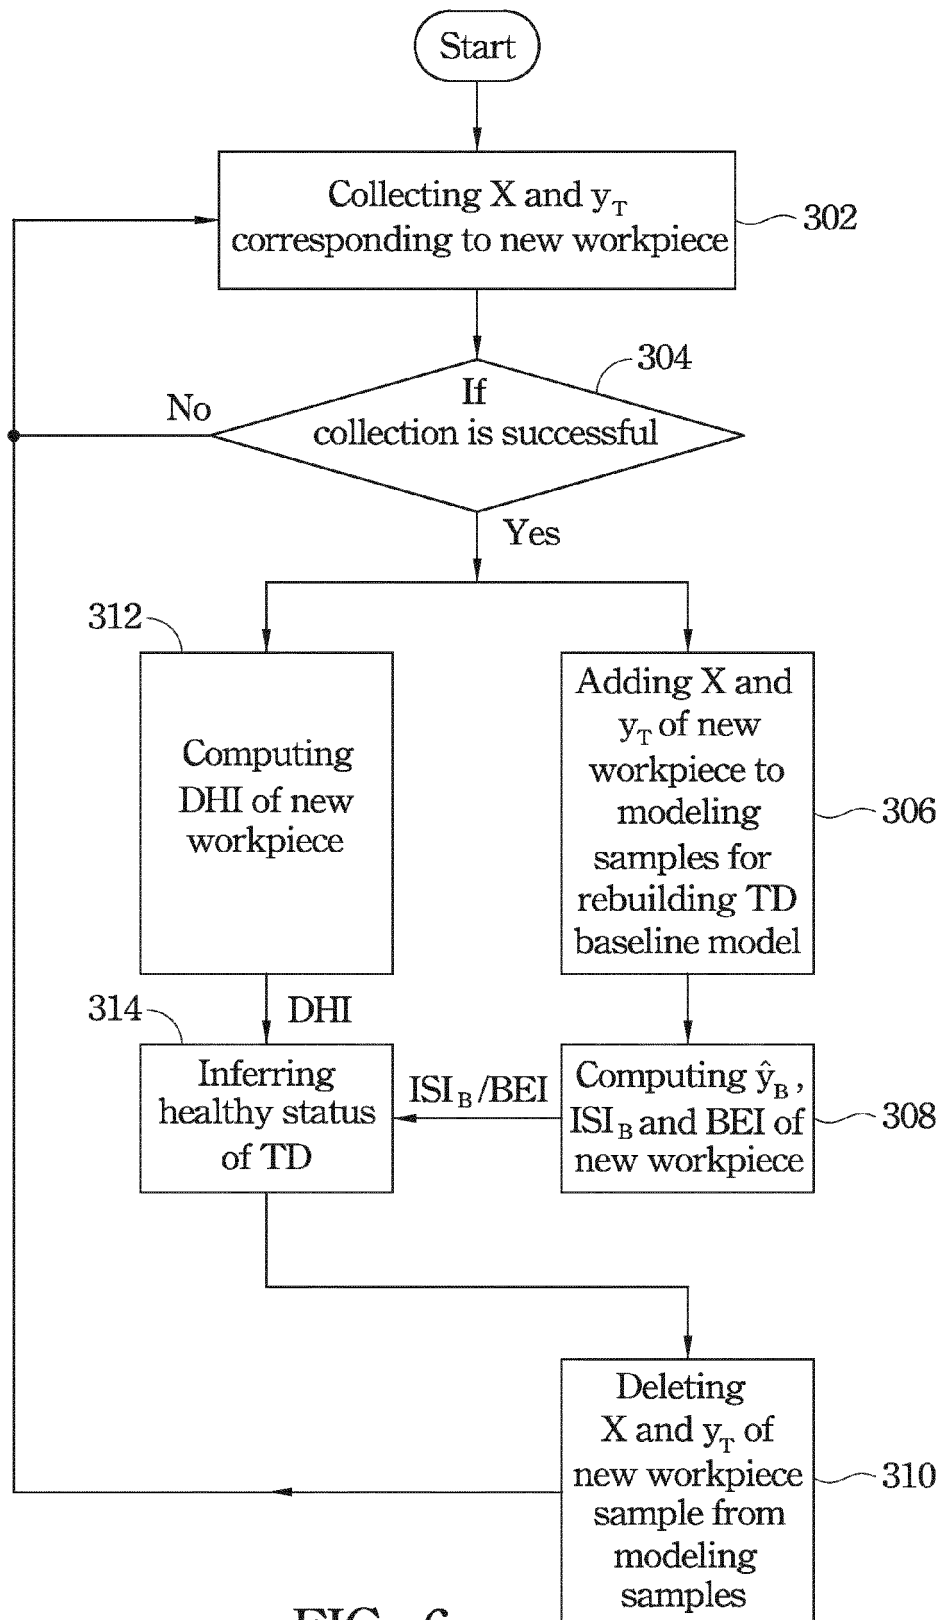 Start
Collecting X and y_T
corresponding to new workpiece
302
304
If
collection is successful
No
Yes
312
Computing
DHI of new
workpiece
Adding X and
y_T of new
workpiece to
modeling
samples for
rebuilding TD
baseline model
306
DHI
314
Inferring
healthy status
of TD
ISI_B/BEI
Computing ŷ_B,
ISI_B and BEI of
new workpiece
308
Deleting
X and y_T of
new workpiece
sample from
modeling
samples
310
FIG. 6